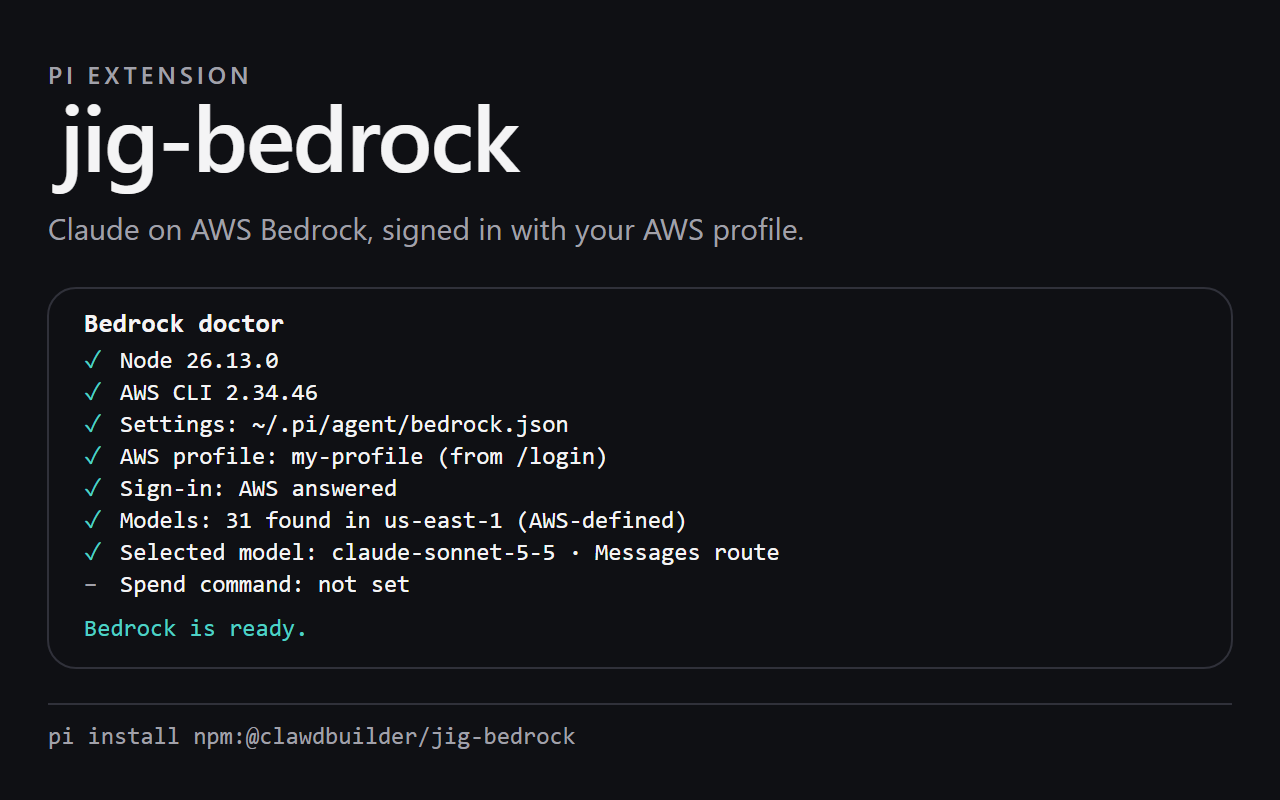 PI EXTENSION
jig-bedrock
Claude on AWS Bedrock, signed in with your AWS profile.
Bedrock doctor
✓ Node 26.13.0
✓ AWS CLI 2.34.46
✓ Settings: ~/.pi/agent/bedrock.json
✓ AWS profile: my-profile (from /login)
✓ Sign-in: AWS answered
✓ Models: 31 found in us-east-1 (AWS-defined)
✓ Selected model: claude-sonnet-5-5 · Messages route
– Spend command: not set
Bedrock is ready.
pi install npm:@clawdbuilder/jig-bedrock